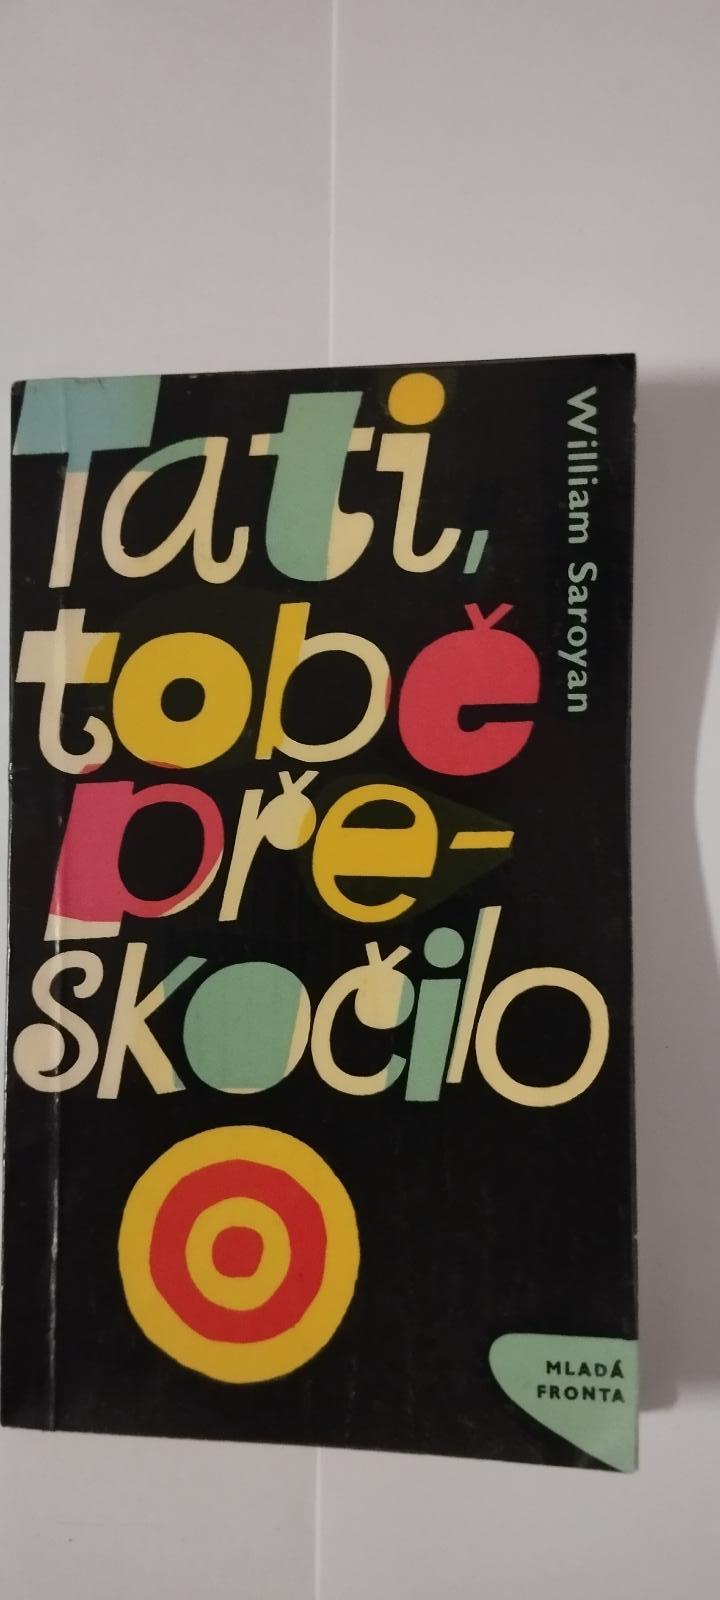 Tati,
tobě
pře-
skočilo
William Saroyan
MLADÁ
FRONTA